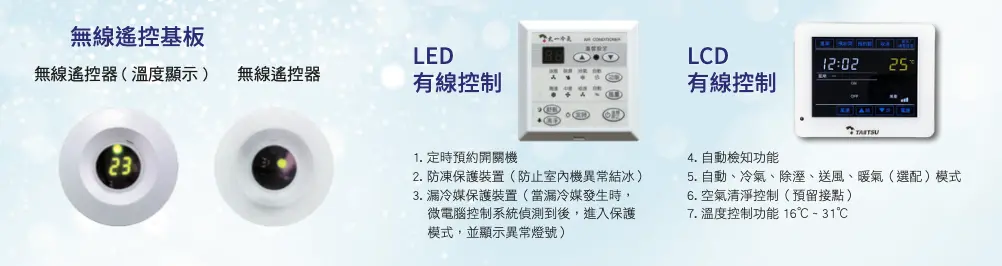 無線遙控基板
無線遙控器（溫度顯示）
無線遙控器
23
LED
有線控制
大一冷氣
AIR CONDITIONER
1. 定時預約開關機
2. 防凍保護裝置（防止室內機異常結冰）
3. 漏冷媒保護裝置（當漏冷媒發生時，
微電腦控制系統偵測到後，進入保護
模式，並顯示異常燈號）
LCD
有線控制
12:02
25℃
TAIITSU
4. 自動檢知功能
5. 自動、冷氣、除溼、送風、暖氣（選配）模式
6. 空氣清淨控制（預留接點）
7. 溫度控制功能 16℃ - 31℃